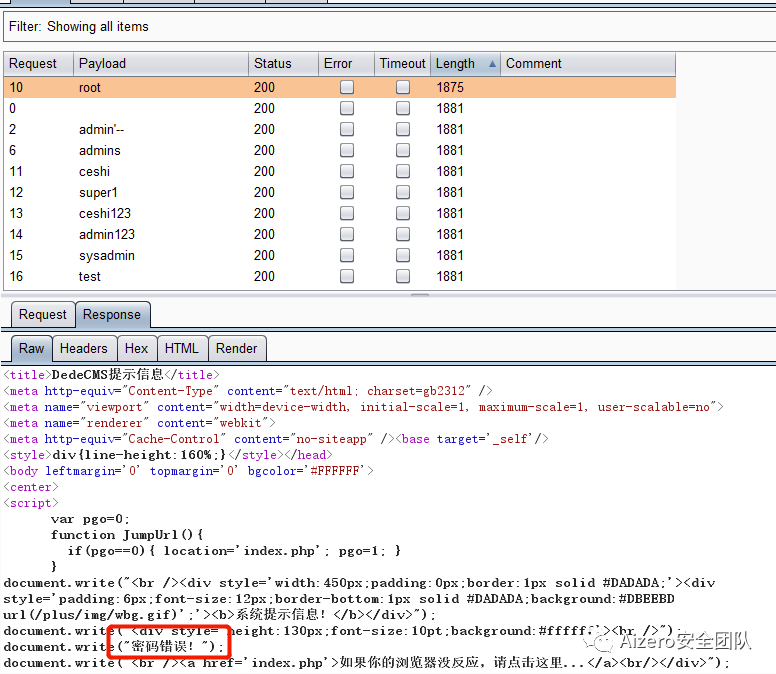 Filter: Showing all items
Request Payload Status Error Timeout Length Comment
10 root 200 1875
0 200 1881
2 admin'-- 200 1881
6 admins 200 1881
11 ceshi 200 1881
12 super1 200 1881
13 ceshi123 200 1881
14 admin123 200 1881
15 sysadmin 200 1881
16 test 200 1881
Request Response
Raw Headers Hex HTML Render
<title>DedeCMS提示信息</title>
<meta http-equiv="Content-Type" content="text/html; charset=gb2312" />
<meta name="viewport" content="width=device-width, initial-scale=1, maximum-scale=1, user-scalable=no">
<meta name="renderer" content="webkit">
<meta http-equiv="Cache-Control" content="no-siteapp" /><base target='_self'/>
<style>div{line-height:160%;}</style></head>
<body leftmargin='0' topmargin='0' bgcolor='#FFFFFF'>
<center>
<script>
var pgo=0;
function JumpUrl(){
if(pgo==0){ location='index.php'; pgo=1; }
}
document.write("<br /><div style='width:450px;padding:0px;border:1px solid #DADADA;'><div
style='padding:6px;font-size:12px;border-bottom:1px solid #DADADA;background:#DBEEBD
url(/plus/img/wbg.gif)';'><b>系统提示信息！</b></div>");
document.write("<div style='height:130px;font-size:10pt;background:#ffffff'><br />");
document.write("密码错误！");
document.write("<br /><a href='index.php'>如果你的浏览器没反应，请点击这里...</a><br/></div>");
Aizero安全团队